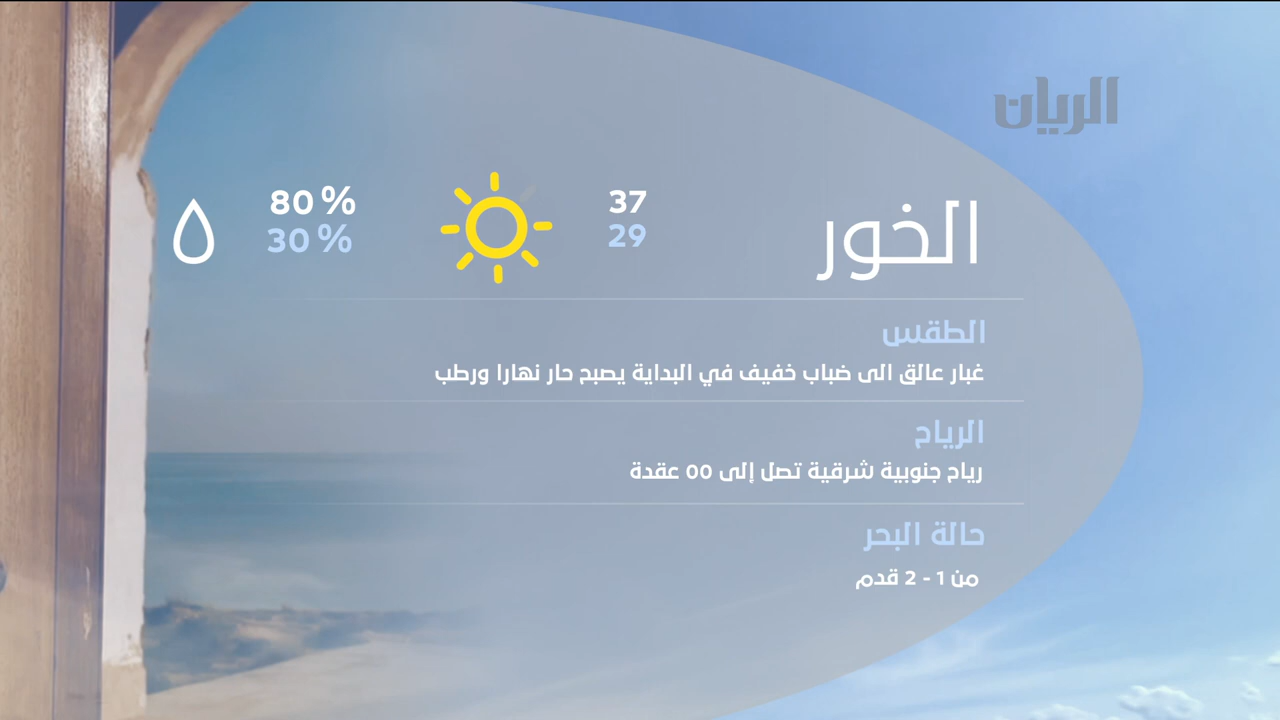 الريان
الخور
37
29
80 %
30 %
الطقس
غبار عالق الى ضباب خفيف في البداية يصبح حار نهارا ورطب
الرياح
رياح جنوبية شرقية تصل إلى 00 عقدة
حالة البحر
من 1 - 2 قدم